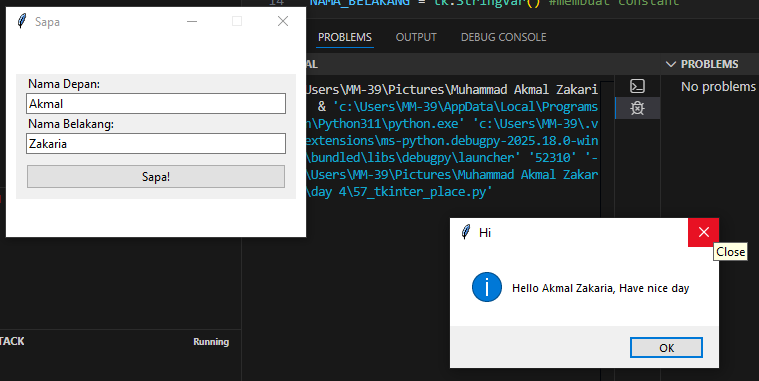 Sapa
Nama Depan:
Akmal
Nama Belakang:
Zakaria
Sapa!
14 NAMA_BELAKANG = tk.StringVar() #membuat constant
PROBLEMS OUTPUT DEBUG CONSOLE
AL
PROBLEMS
No problems
Users\MM-39\Pictures\Muhammad Akmal Zakari
& 'c:\Users\MM-39\AppData\Local\Programs
n\Python311\python.exe' 'c:\Users\MM-39\.v
extensions\ms-python.debugpy-2025.18.0-win
\bundled\libs\debugpy\launcher' '52310' '-
\Users\MM-39\Pictures\Muhammad Akmal Zakar
\day 4\57_tkinter_place.py'
Hi
Close
Hello Akmal Zakaria, Have nice day
OK
TACK
Running